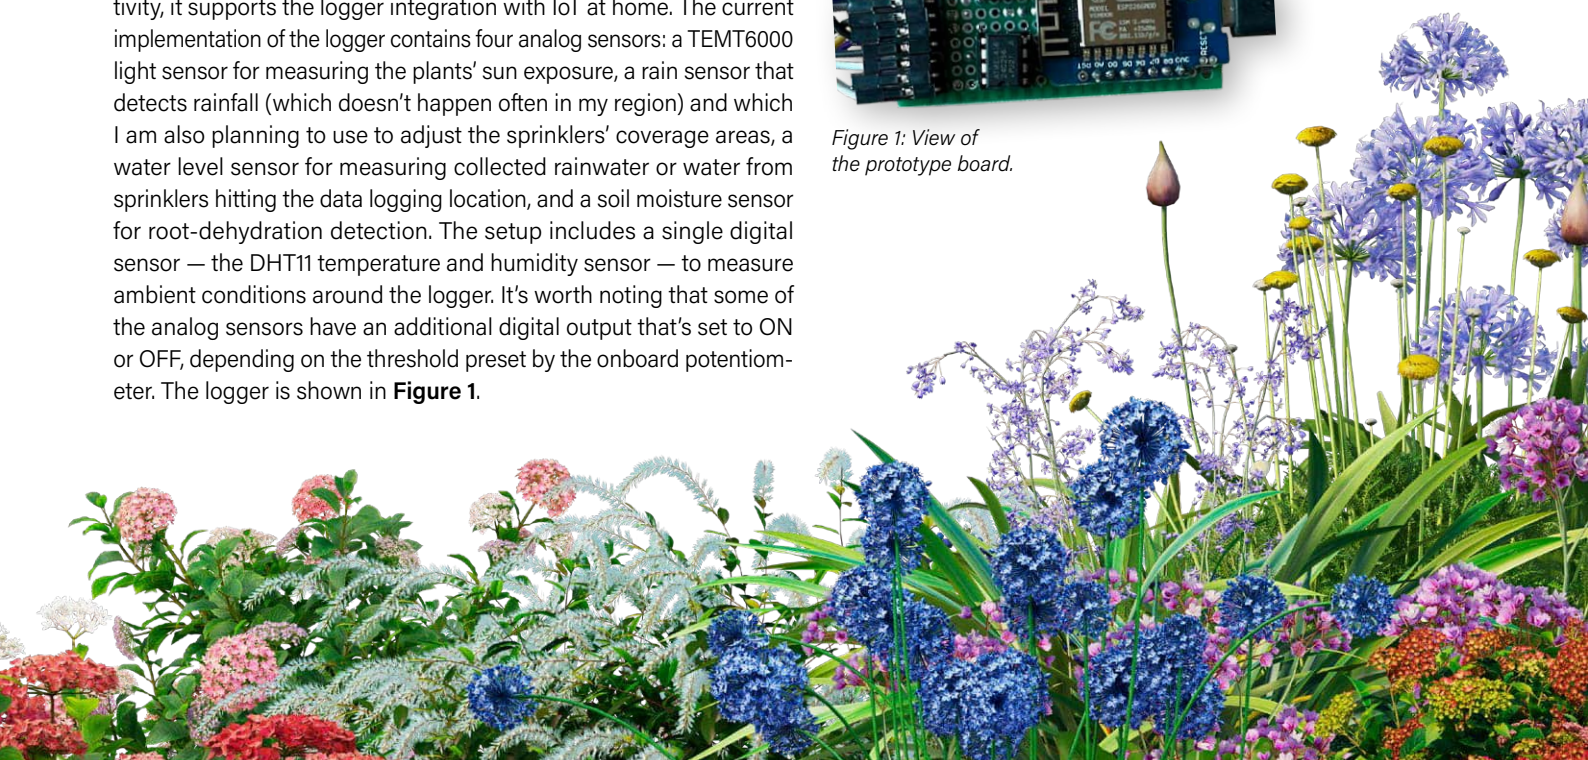 tivity, it supports the logger integration with IoT at home. The current
implementation of the logger contains four analog sensors: a TEMT6000
light sensor for measuring the plants’ sun exposure, a rain sensor that
detects rainfall (which doesn’t happen often in my region) and which
I am also planning to use to adjust the sprinklers’ coverage areas, a
water level sensor for measuring collected rainwater or water from
sprinklers hitting the data logging location, and a soil moisture sensor
for root-dehydration detection. The setup includes a single digital
sensor — the DHT11 temperature and humidity sensor — to measure
ambient conditions around the logger. It’s worth noting that some of
the analog sensors have an additional digital output that’s set to ON
or OFF, depending on the threshold preset by the onboard potentiom-
eter. The logger is shown in Figure 1.
MODEL
VENDOR
FC
RESET
RST A0 D0
Figure 1: View of
the prototype board.